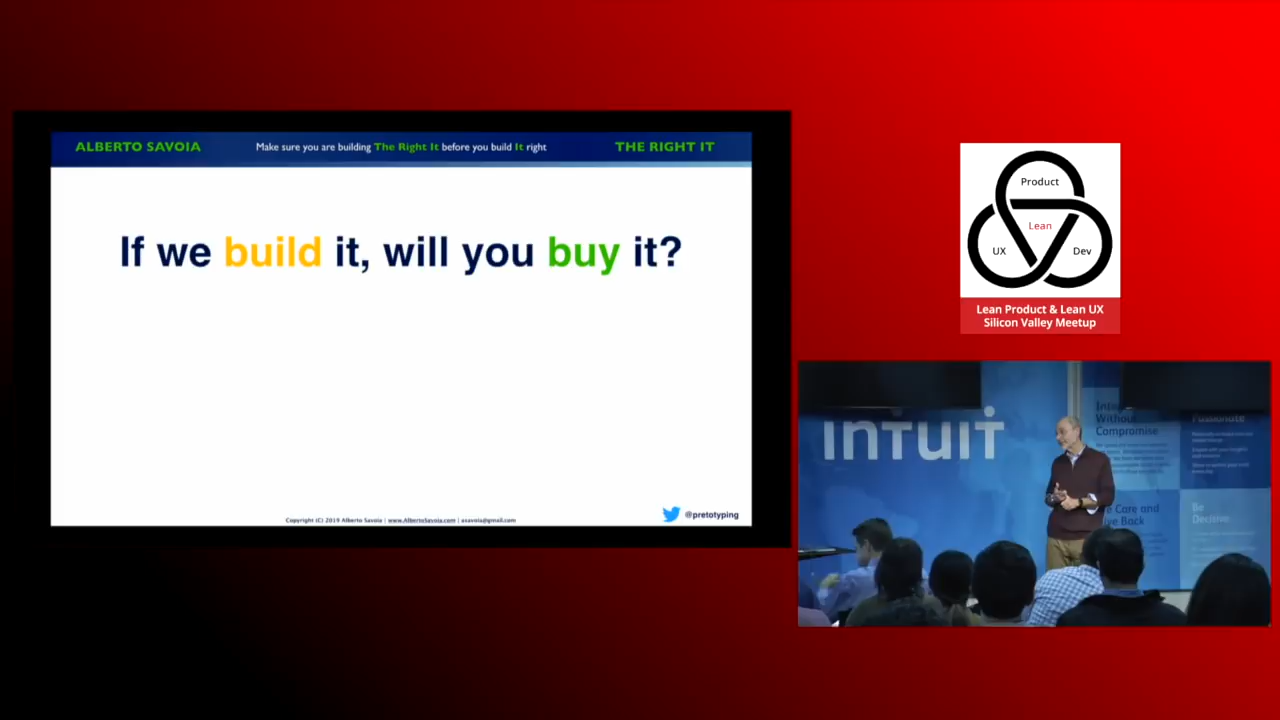 ALBERTO SAVOIA
Make sure you are building The Right It before you build It right
THE RIGHT IT
If we build it, will you buy it?
Copyright (C) 2019 Alberto Savoia | www.AlbertoSavoia.com | asavoia@gmail.com
@pretotyping
Product
Lean
UX
Dev
Lean Product & Lean UX
Silicon Valley Meetup
intuit
Without
Compromise
Passionate
Care and
Back
Be
Decisive